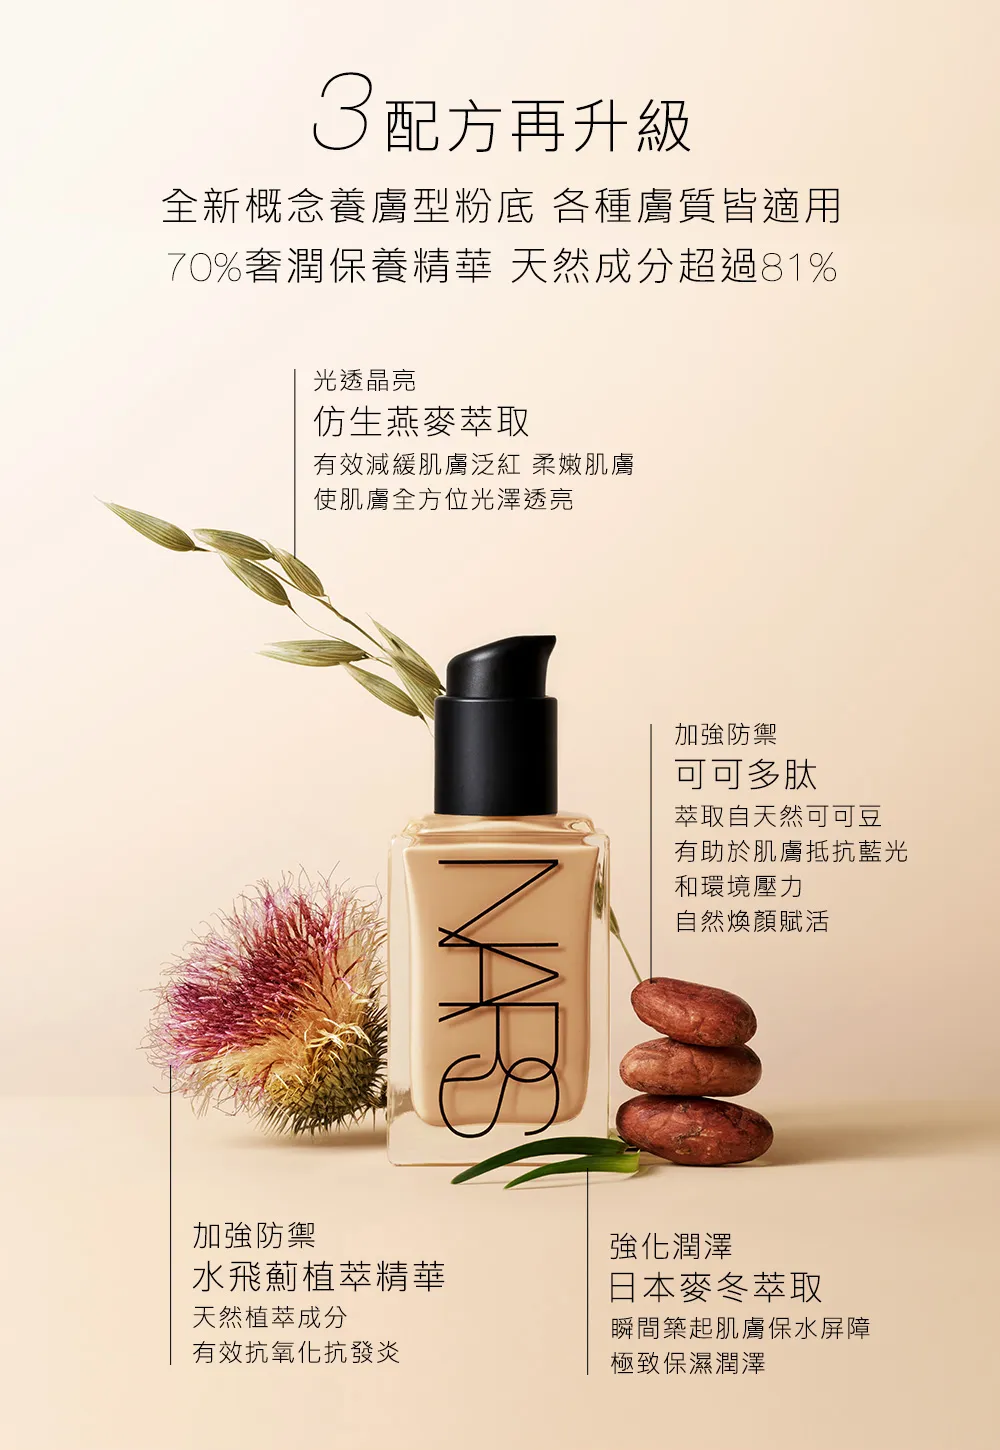 3配方再升級
全新概念養膚型粉底 各種膚質皆適用
70%奢潤保養精華 天然成分超過81%
光透晶亮
仿生燕麥萃取
有效減緩肌膚泛紅 柔嫩肌膚
使肌膚全方位光澤透亮
加強防禦
可可多肽
萃取自天然可可豆
有助於肌膚抵抗藍光
和環境壓力
自然煥顏賦活
NARS
加強防禦
水飛薊植萃精華
天然植萃成分
有效抗氧化抗發炎
強化潤澤
日本麥冬萃取
瞬間築起肌膚保水屏障
極致保濕潤澤